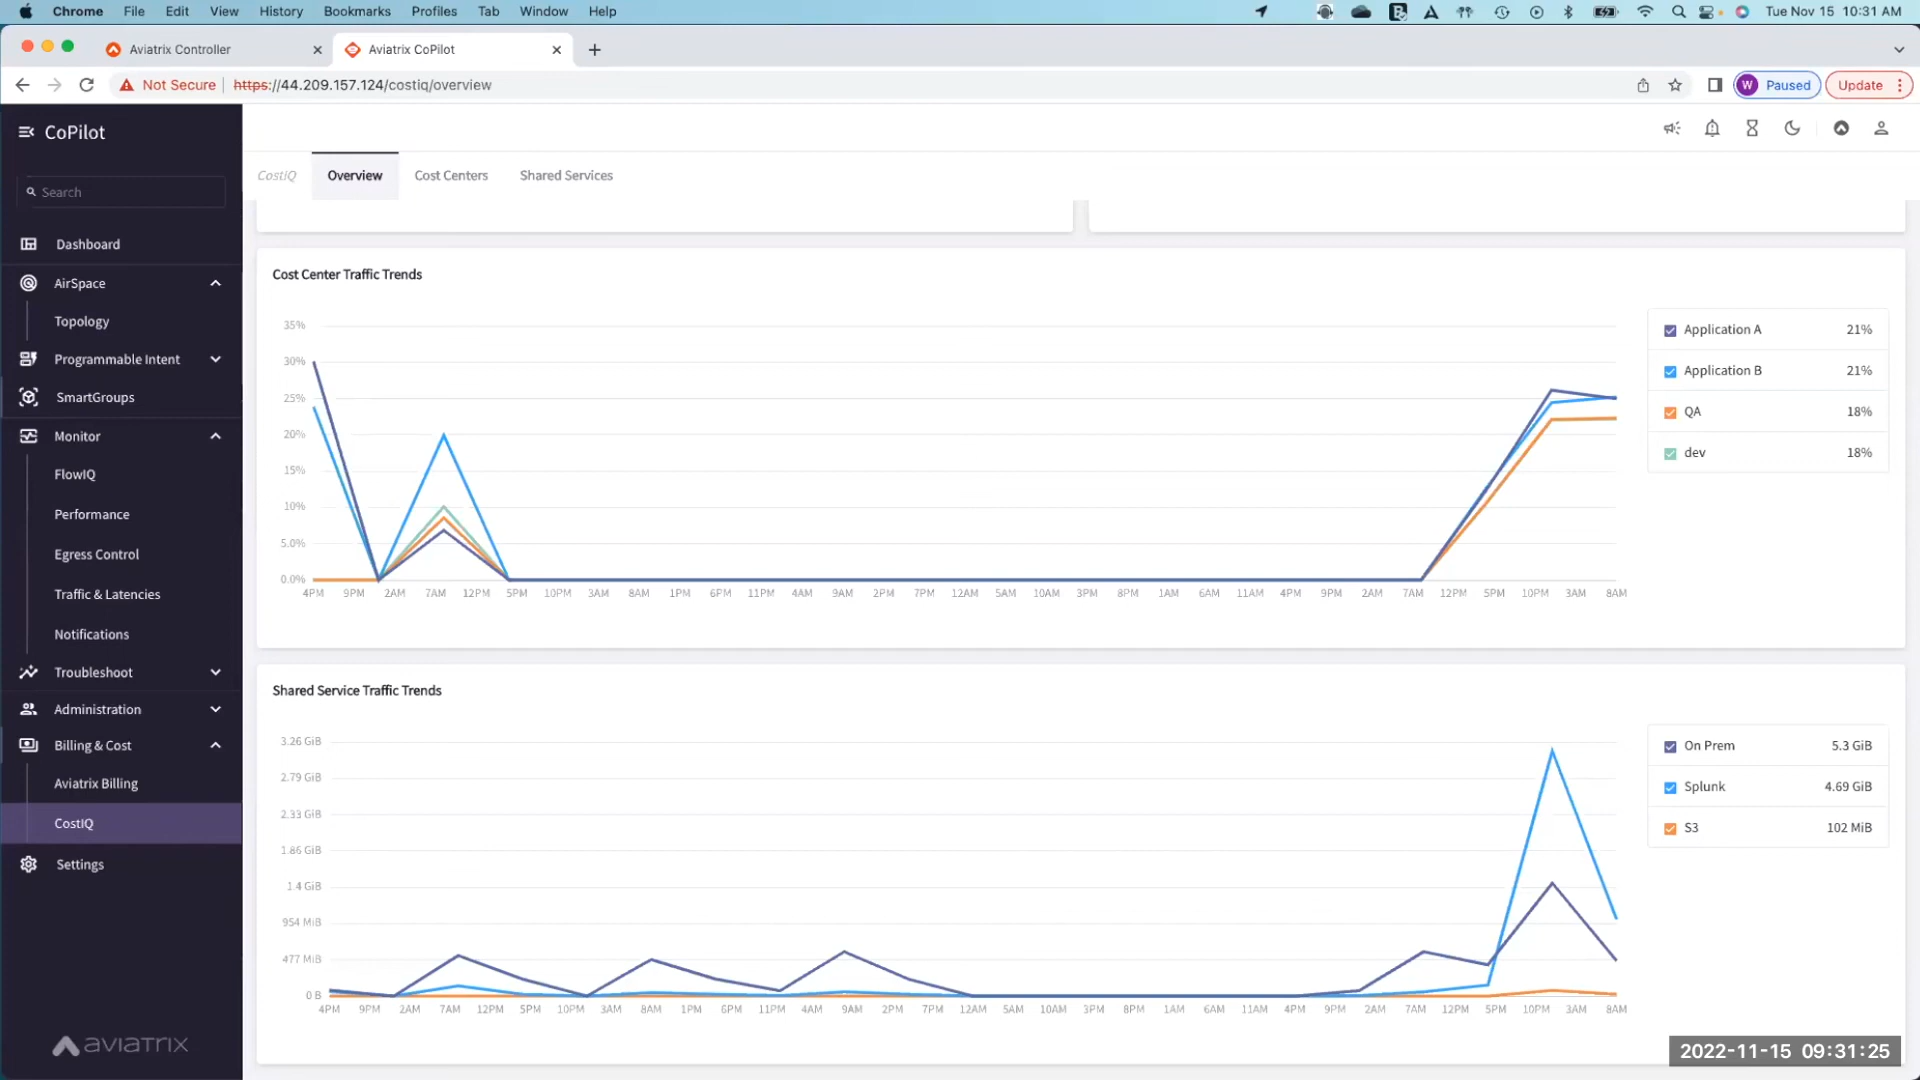 Chrome File Edit View History Bookmarks Profiles Tab Window Help Tue Nov 15 10:31 AM
Aviatrix Controller Aviatrix CoPilot
Not Secure https://44.209.157.124/costiq/overview W Paused Update
CoPilot
Search
Dashboard
AirSpace
Topology
Programmable Intent
SmartGroups
Monitor
FlowIQ
Performance
Egress Control
Traffic & Latencies
Notifications
Troubleshoot
Administration
Billing & Cost
Aviatrix Billing
CostIQ
Settings
aviatrix
CostIQ Overview Cost Centers Shared Services
Cost Center Traffic Trends
35%
30%
25%
20%
15%
10%
5.0%
0.0%
4PM 9PM 2AM 7AM 12PM 5PM 10PM 3AM 8AM 1PM 6PM 11PM 4AM 9AM 2PM 7PM 12AM 5AM 10AM 3PM 8PM 1AM 6AM 11AM 4PM 9PM 2AM 7AM 12PM 5PM 10PM 3AM 8AM
Application A 21%
Application B 21%
QA 18%
dev 18%
Shared Service Traffic Trends
3.26 GiB
2.79 GiB
2.33 GiB
1.86 GiB
1.4 GiB
954 MiB
477 MiB
0 B
4PM 9PM 2AM 7AM 12PM 5PM 10PM 3AM 8AM 1PM 6PM 11PM 4AM 9AM 2PM 7PM 12AM 5AM 10AM 3PM 8PM 1AM 6AM 11AM 4PM 9PM 2AM 7AM 12PM 5PM 10PM 3AM 8AM
On Prem 5.3 GiB
Splunk 4.69 GiB
S3 102 MiB
2022-11-15 09:31:25